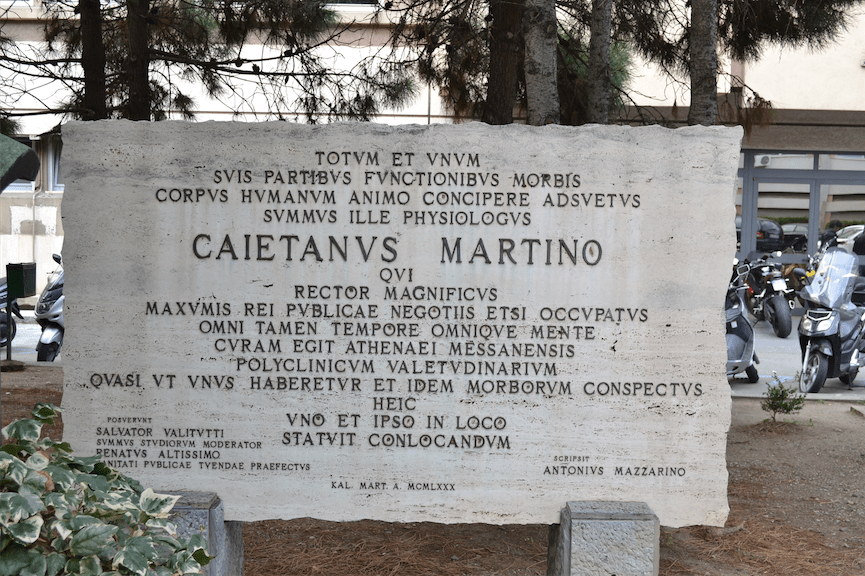 TOTVM ET VNVM
SVIS PARTIBVS FVNCTIONIBVS MORBIS
CORPVS HVMANVM ANIMO CONCIPERE ADSVETVS
SVMMVS ILLE PHYSIOLOGVS
CAIETANVS MARTINO
QVI
RECTOR MAGNIFICVS
MAXVMIS REI PVBLICAE NEGOTIIS ETSI OCCVPATVS
OMNI TAMEN TEMPORE OMNIQVE MENTE
CVRAM EGIT ATHENAEI MESSANENSIS
POLYCLINICVM VALETVDINARIVM
QVASI VT VNVS HABERETVR ET IDEM MORBORVM CONSPECTVS
HEIC
VNO ET IPSO IN LOCO
STATVIT CONLOCANDVM
POSVERVNT
SALVATOR VALITVTTI
SVMMVS STVDIORVM MODERATOR
RENATVS ALTISSIMO
SANITATI PVBLICAE TVENDAE PRAEFECTVS
SCRIPSIT
ANTONIVS MAZZARINO
KAL. MART. A. MCMLXXX